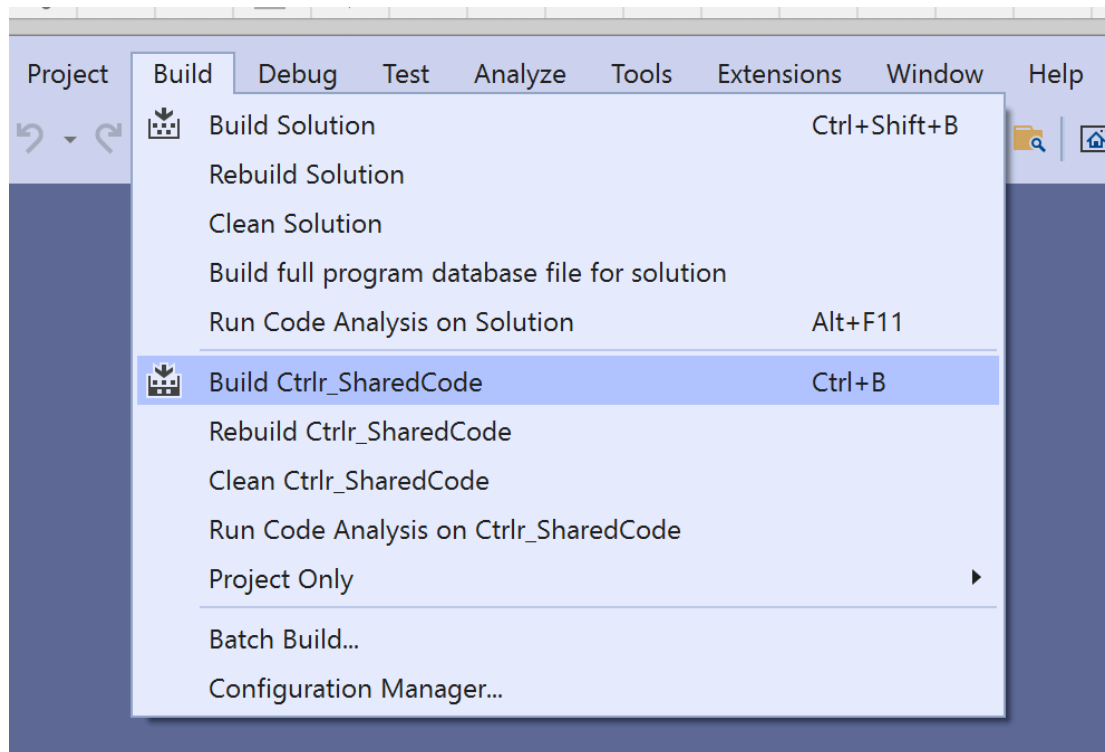 Project Build Debug Test Analyze Tools Extensions Window Help
Build Solution Ctrl+Shift+B
Rebuild Solution
Clean Solution
Build full program database file for solution
Run Code Analysis on Solution Alt+F11
Build Ctrlr_SharedCode Ctrl+B
Rebuild Ctrlr_SharedCode
Clean Ctrlr_SharedCode
Run Code Analysis on Ctrlr_SharedCode
Project Only
Batch Build...
Configuration Manager...